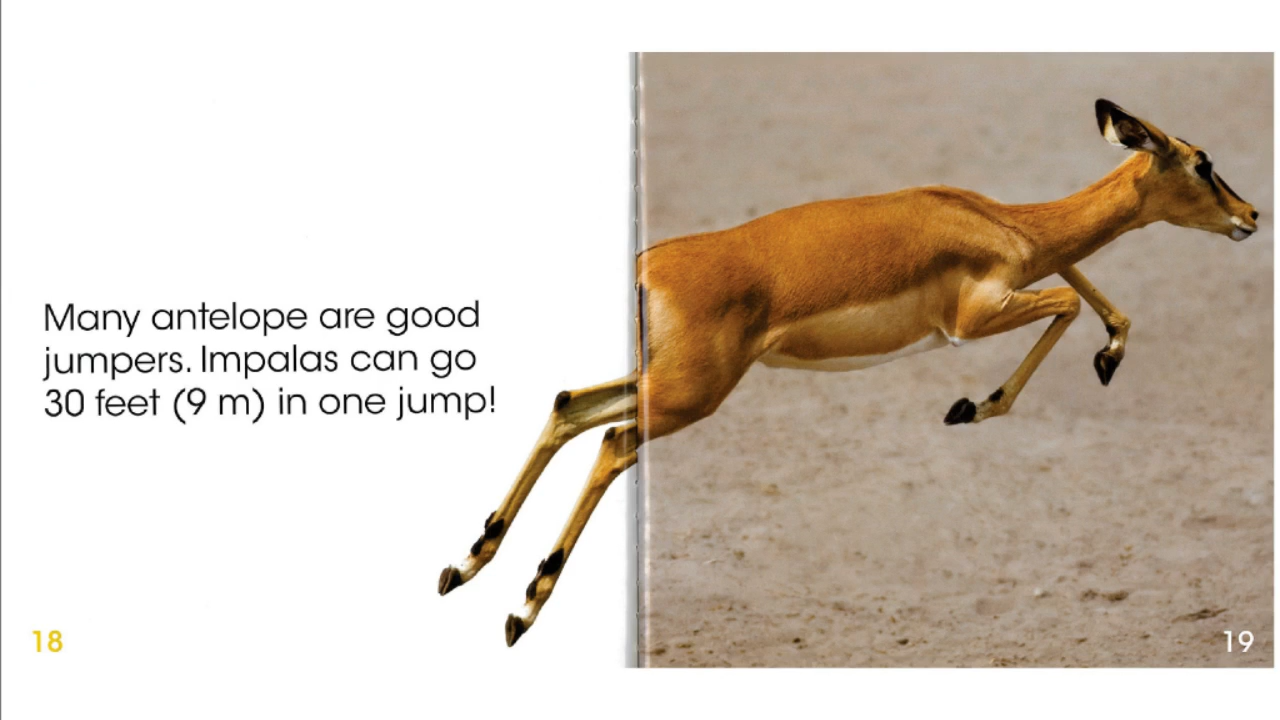 Many antelope are good
jumpers. Impalas can go
30 feet (9 m) in one jump!
18
19